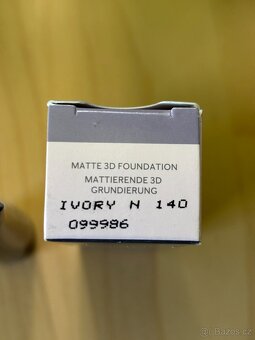 MATTE 3D FOUNDATION
MATTIERENDE 3D
GRUNDIERUNG
IVORY N 140
099986
Bazos.cz